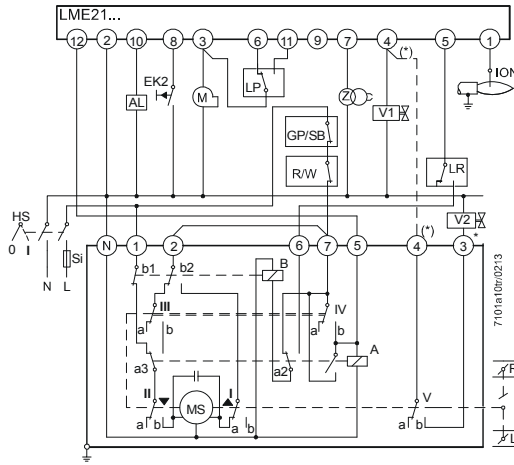 LME21...
12 2 10 8 3 6 11 9 7 4 (*) 5 1
ION
EK2
AL M LP Z V1
GP/SB
R/W
LR
HS
V2
0 I
Si
N 1 2 6 7 5 4 (*) 3 *
N L
b1 b2 B
III IV
a b a b
A
a3 a2
II I V
MS
a b a b a b
P
L
7101a10tr/0213